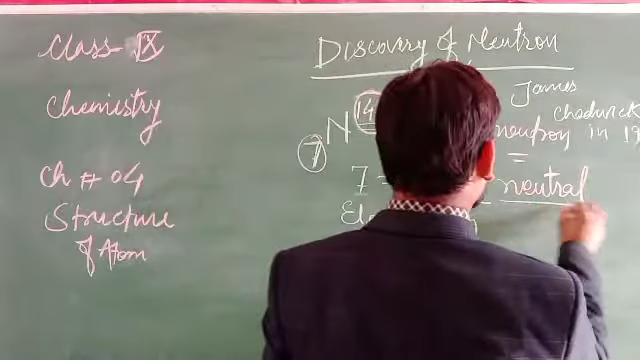 Class IX
Chemistry
Ch # 04
Structure
of Atom
Discovery of Neutron
James
Chadwick
14
N
7
neutron in 19
7
neutral
El